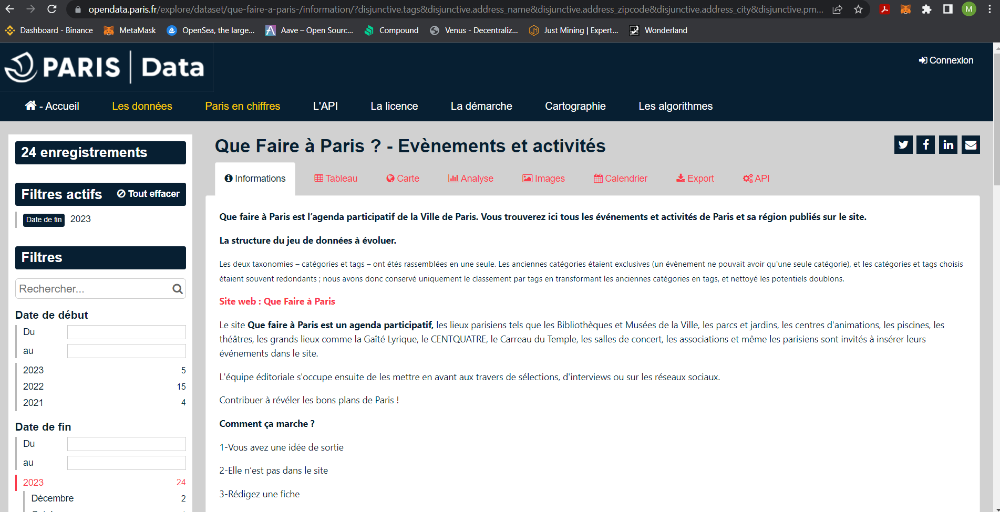 opendata.paris.fr/explore/dataset/que-faire-a-paris-/information/?disjunctive.tags&disjunctive.address_name&disjunctive.address_zipcode&disjunctive.address_city&disjunctive.pm...
M
Dashboard - Binance
MetaMask
OpenSea, the large...
Aave – Open Sourc...
Compound
Venus - Decentraliz...
Just Mining | Expert...
Wonderland
PARIS | Data
Connexion
- Accueil
Les données
Paris en chiffres
L'API
La licence
La démarche
Cartographie
Les algorithmes
24 enregistrements
Filtres actifs
Tout effacer
Date de fin 2023
Filtres
Rechercher...
Date de début
Du
au
2023 5
2022 15
2021 4
Date de fin
Du
au
2023 24
Décembre 2
Que Faire à Paris ? - Evènements et activités
Informations
Tableau
Carte
Analyse
Images
Calendrier
Export
API
Que faire à Paris est l’agenda participatif de la Ville de Paris. Vous trouverez ici tous les événements et activités de Paris et sa région publiés sur le site.
La structure du jeu de données à évoluer.
Les deux taxonomies – catégories et tags – ont étés rassemblées en une seule. Les anciennes catégories étaient exclusives (un évènement ne pouvait avoir qu'une seule catégorie), et les catégories et tags choisis
étaient souvent redondants ; nous avons donc conservé uniquement le classement par tags en transformant les anciennes catégories en tags, et nettoyé les potentiels doublons.
Site web : Que Faire à Paris
Le site Que faire à Paris est un agenda participatif, les lieux parisiens tels que les Bibliothèques et Musées de la Ville, les parcs et jardins, les centres d'animations, les piscines, les
théâtres, les grands lieux comme la Gaîté Lyrique, le CENTQUATRE, le Carreau du Temple, les salles de concert, les associations et même les parisiens sont invités à insérer leurs
événements dans le site.
L'équipe éditoriale s'occupe ensuite de les mettre en avant aux travers de sélections, d'interviews ou sur les réseaux sociaux.
Contribuer à révéler les bons plans de Paris !
Comment ça marche ?
1-Vous avez une idée de sortie
2-Elle n’est pas dans le site
3-Rédigez une fiche